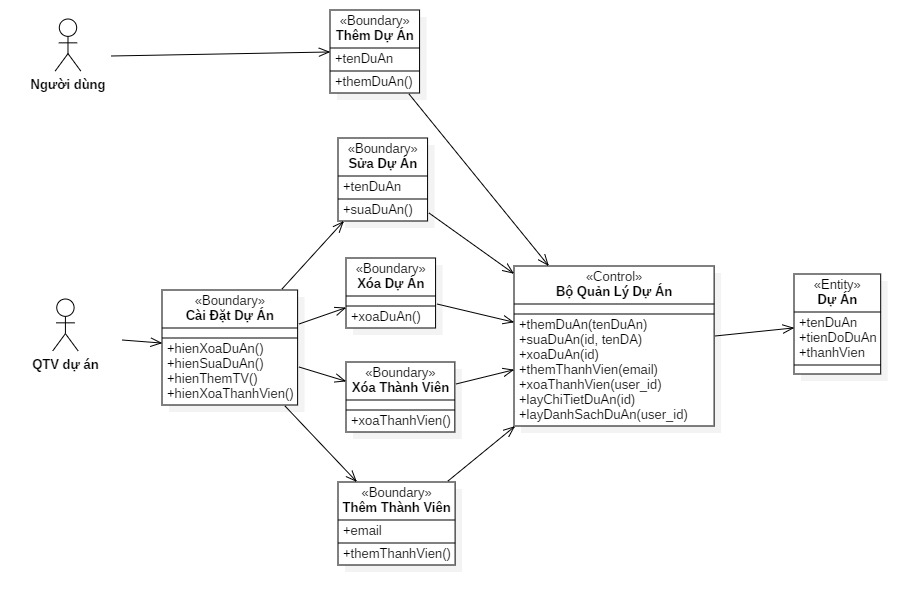 «Boundary»
Thêm Dự Án
+tenDuAn
+themDuAn()
Người dùng
«Boundary»
Sửa Dự Án
+tenDuAn
+suaDuAn()
«Boundary»
Xóa Dự Án
+xoaDuAn()
«Control»
Bộ Quản Lý Dự Án
+themDuAn(tenDuAn)
+suaDuAn(id, tenDA)
+xoaDuAn(id)
+themThanhVien(email)
+xoaThanhVien(user_id)
+layChiTietDuAn(id)
+layDanhSachDuAn(user_id)
«Entity»
Dự Án
+tenDuAn
+tienDoDuAn
+thanhVien
QTV dự án
«Boundary»
Cài Đặt Dự Án
+hienXoaDuAn()
+hienSuaDuAn()
+hienThemTV()
+hienXoaThanhVien()
«Boundary»
Xóa Thành Viên
+xoaThanhVien()
«Boundary»
Thêm Thành Viên
+email
+themThanhVien()